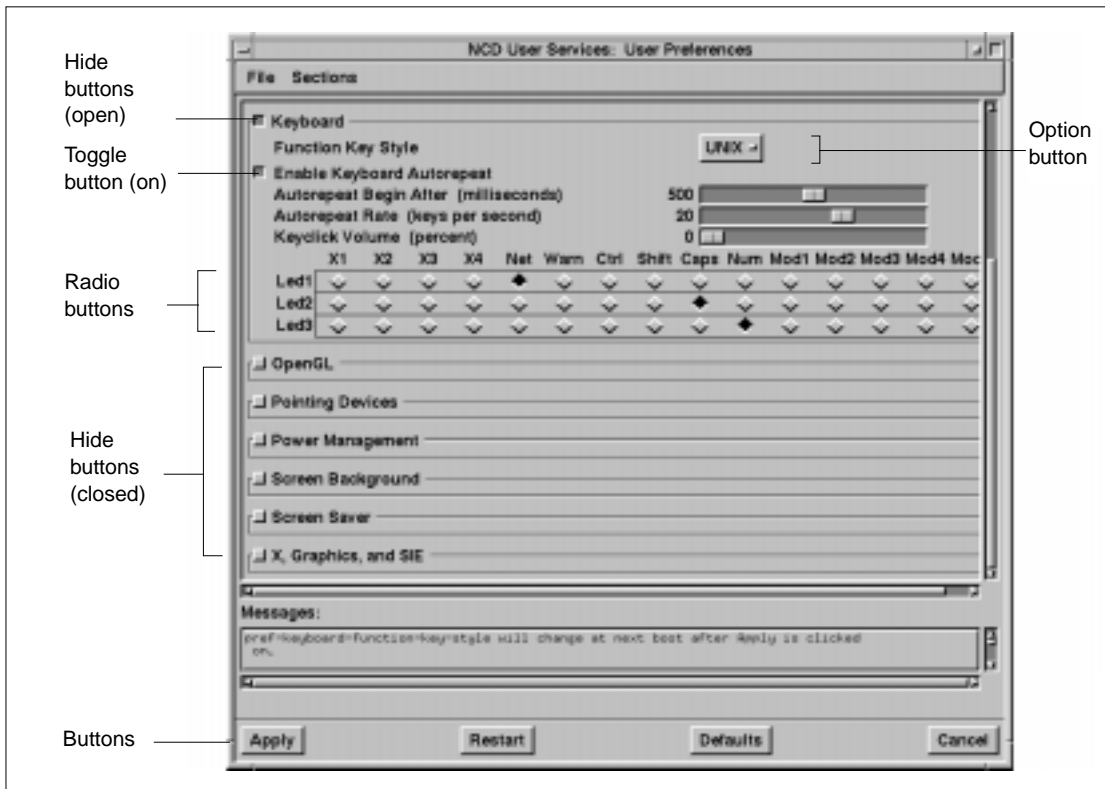 NCD User Services: User Preferences
File Sections
Hide
buttons
(open)
Keyboard
Function Key Style
UNIX
Option
button
Toggle
button (on)
Enable Keyboard Autorepeat
Autorepeat Begin After (milliseconds) 500
Autorepeat Rate (keys per second) 20
Keyclick Volume (percent) 0
X1 X2 X3 X4 Net Warn Ctrl Shift Caps Num Mod1 Mod2 Mod3 Mod4 Moc
Radio
buttons
Led1
Led2
Led3
Hide
buttons
(closed)
OpenGL
Pointing Devices
Power Management
Screen Background
Screen Saver
X, Graphics, and SIE
Messages:
pref-keyboard-function-key-style will change at next boot after Apply is clicked
on.
Buttons
Apply Restart Defaults Cancel